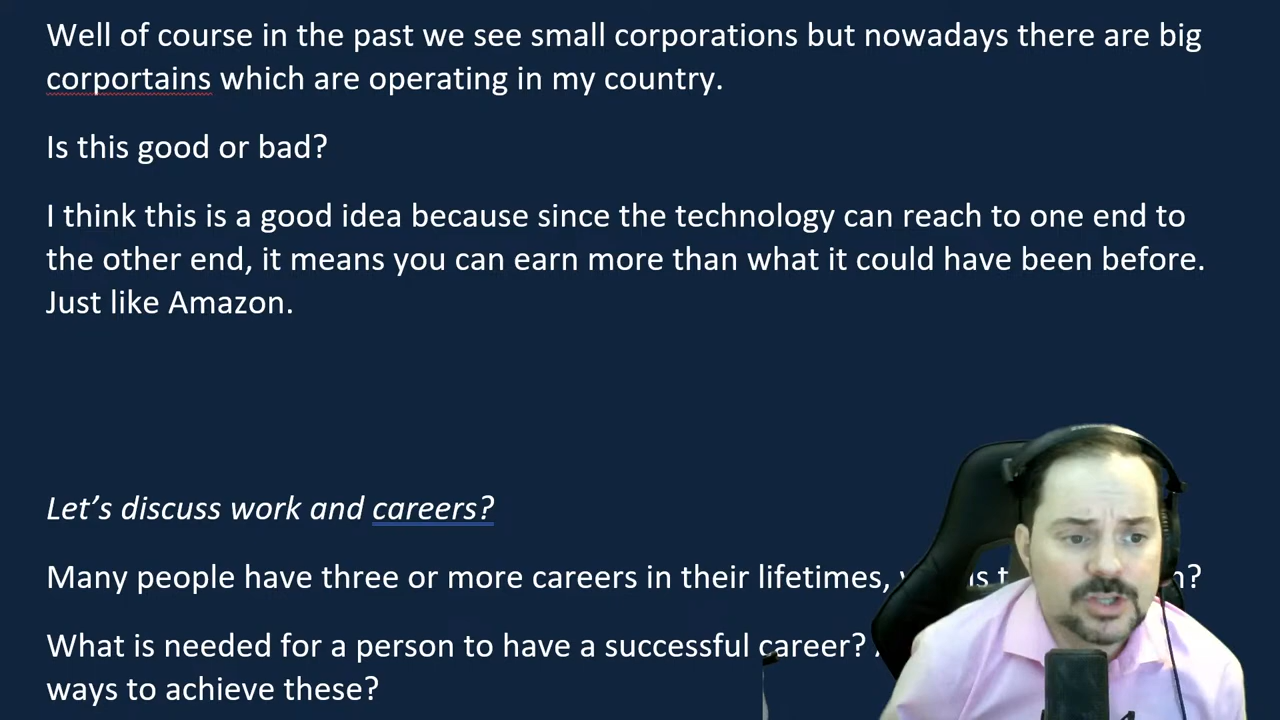 Well of course in the past we see small corporations but nowadays there are big
corportains which are operating in my country.
Is this good or bad?
I think this is a good idea because since the technology can reach to one end to
the other end, it means you can earn more than what it could have been before.
Just like Amazon.
Let's discuss work and careers?
Many people have three or more careers in their lifetimes,
What is needed for a person to have a successful career?
ways to achieve these?